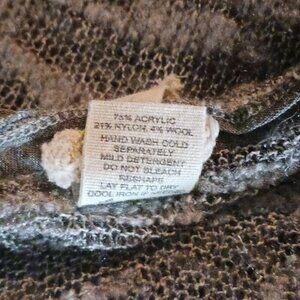 75% ACRYLIC
21% NYLON, 4% WOOL
HAND WASH COLD
SEPARATELY
MILD DETERGENT
DO NOT BLEACH
RESHAPE
LAY FLAT TO DRY
COOL IRON IF